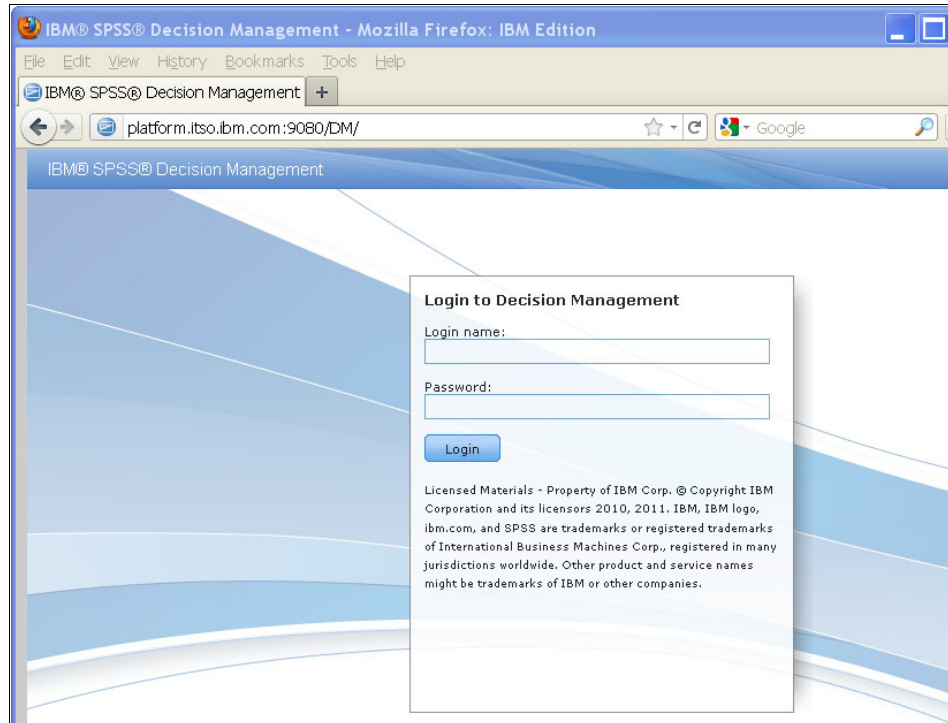 IBM® SPSS® Decision Management - Mozilla Firefox: IBM Edition
File Edit View History Bookmarks Tools Help
IBM® SPSS® Decision Management +
platform.itso.ibm.com:9080/DM/ Google
IBM® SPSS® Decision Management
Login to Decision Management
Login name:
Password:
Login
Licensed Materials - Property of IBM Corp. © Copyright IBM
Corporation and its licensors 2010, 2011. IBM, IBM logo,
ibm.com, and SPSS are trademarks or registered trademarks
of International Business Machines Corp., registered in many
jurisdictions worldwide. Other product and service names
might be trademarks of IBM or other companies.